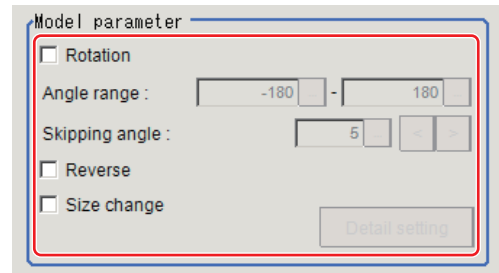 Model parameter
Rotation
Angle range : -180 ... - 180 ...
Skipping angle : 5 ... < >
Reverse
Size change
Detail setting